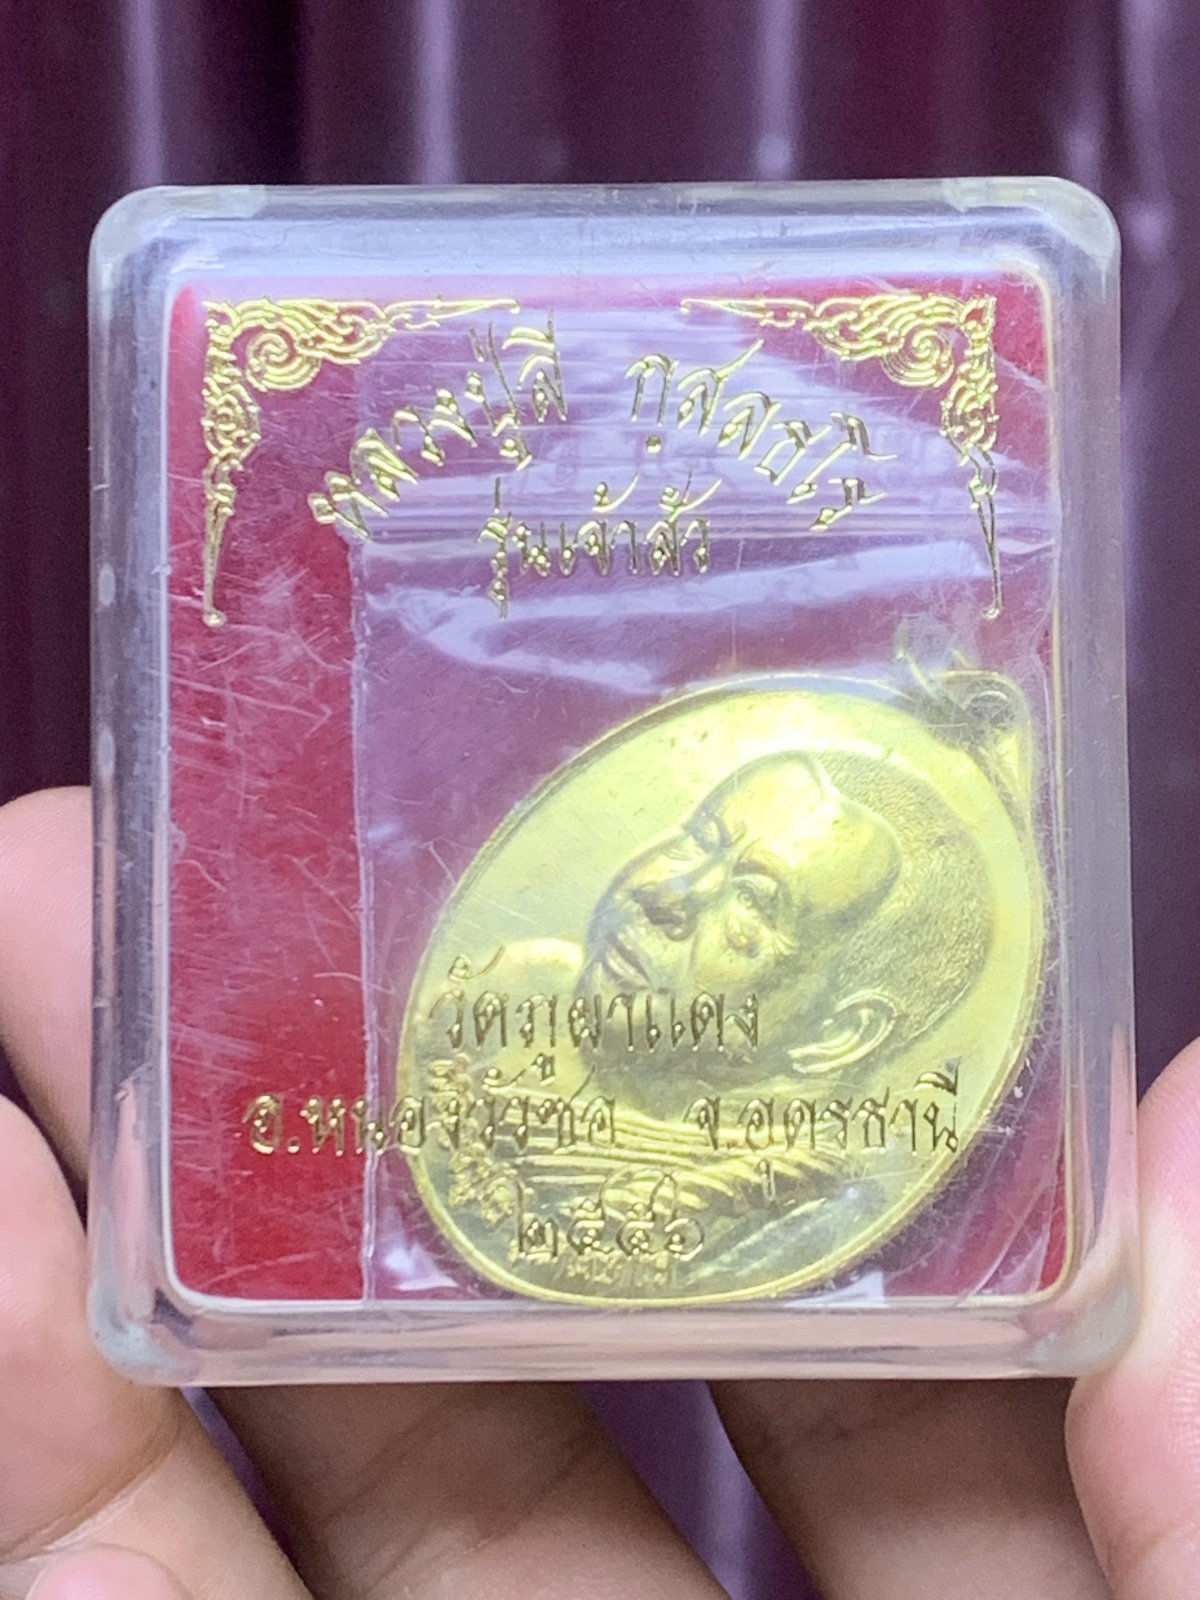 หลวงปู่ลี กุสลธโร
รุ่นเจ้าสัว
วัดภูผาแดง
อ.หนองวัวซอ จ.อุดรธานี
๒๕๕๖